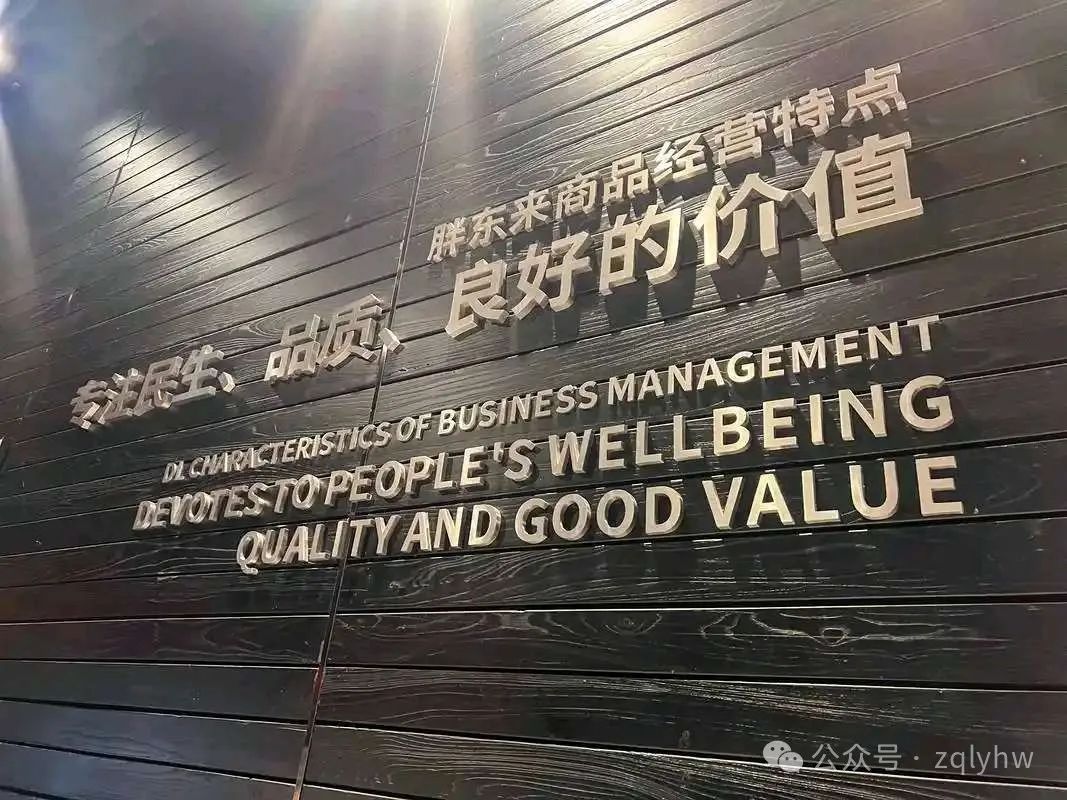 胖东来商品经营特点
专注民生、品质、良好的价值
DL CHARACTERISTICS OF BUSINESS MANAGEMENT
DEVOTES TO PEOPLE'S WELLBEING
QUALITY AND GOOD VALUE
公众号 · zqlyhw